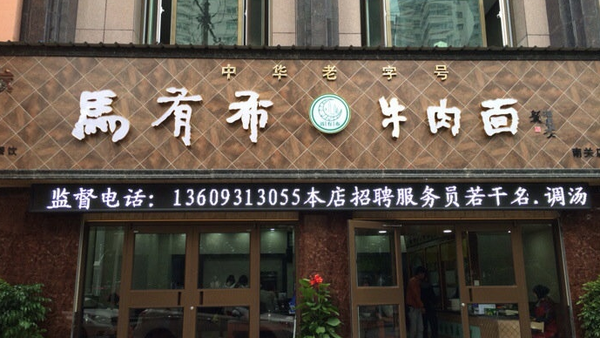 中华老字号
馬有布 牛肉面
南关
监督电话：13609313055本店招聘服务员若干名.调汤